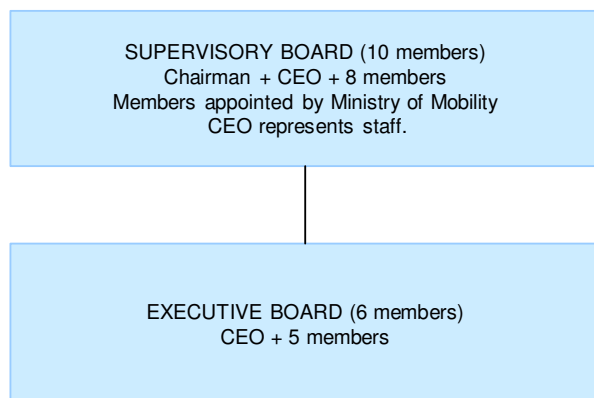 SUPERVISORY BOARD (10 members)
Chairman + CEO + 8 members
Members appointed by Ministry of Mobility
CEO represents staff.
EXECUTIVE BOARD (6 members)
CEO + 5 members